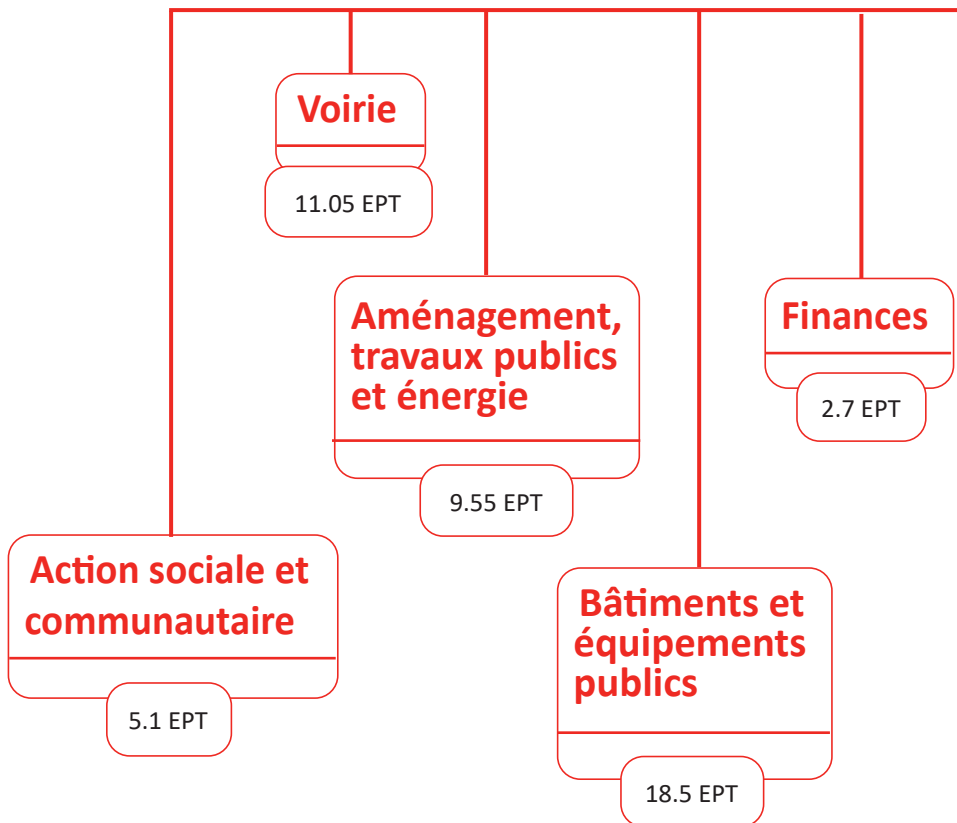 Voirie
11.05 EPT
Aménagement,
travaux publics
et énergie
9.55 EPT
Finances
2.7 EPT
Action sociale et
communautaire
5.1 EPT
Bâtiments et
équipements
publics
18.5 EPT